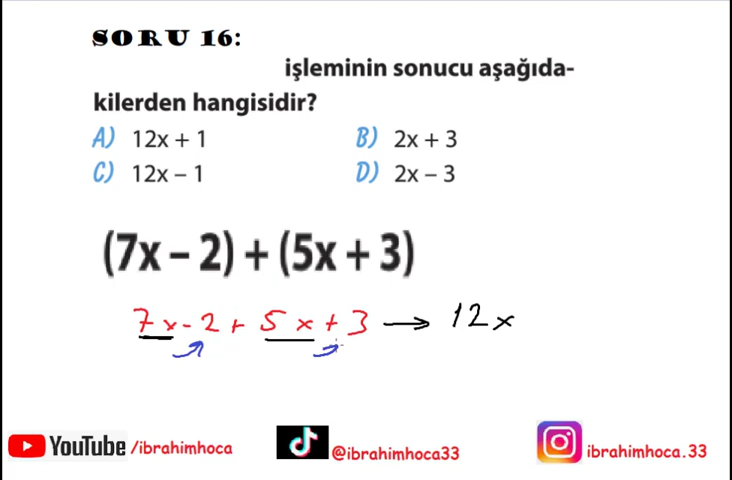 SORU 16:
işleminin sonucu aşağıda-
kilerden hangisidir?
A) 12x + 1 B) 2x + 3
C) 12x – 1 D) 2x – 3
(7x – 2) + (5x + 3)
7x - 2 + 5x + 3 → 12x
YouTube /ibrahimhoca @ibrahimhoca33 ibrahimhoca.33